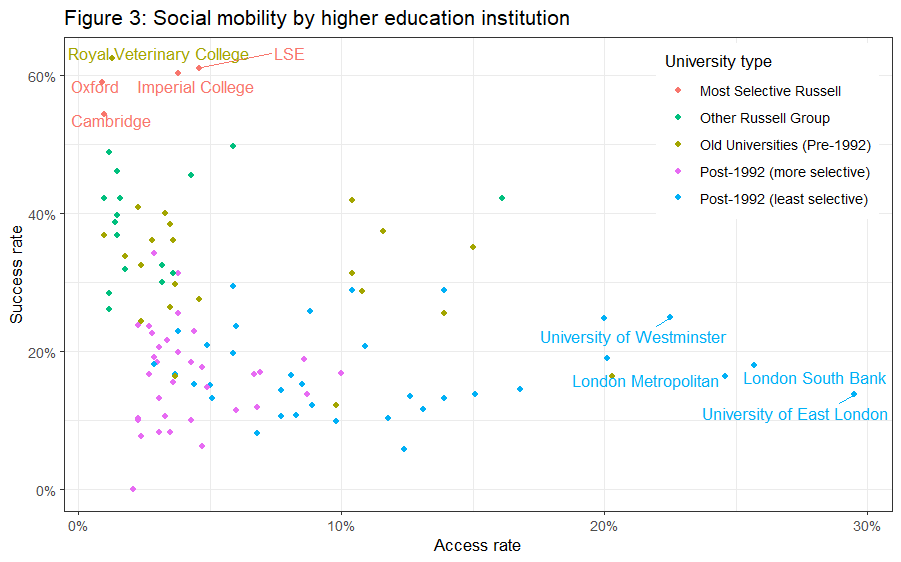 Figure 3: Social mobility by higher education institution
Royal Veterinary College
LSE
Oxford
Imperial College
Cambridge
University type
Most Selective Russell
Other Russell Group
Old Universities (Pre-1992)
Post-1992 (more selective)
Post-1992 (least selective)
University of Westminster
London Metropolitan
London South Bank
University of East London
60%
40%
20%
0%
Success rate
0%
10%
20%
30%
Access rate